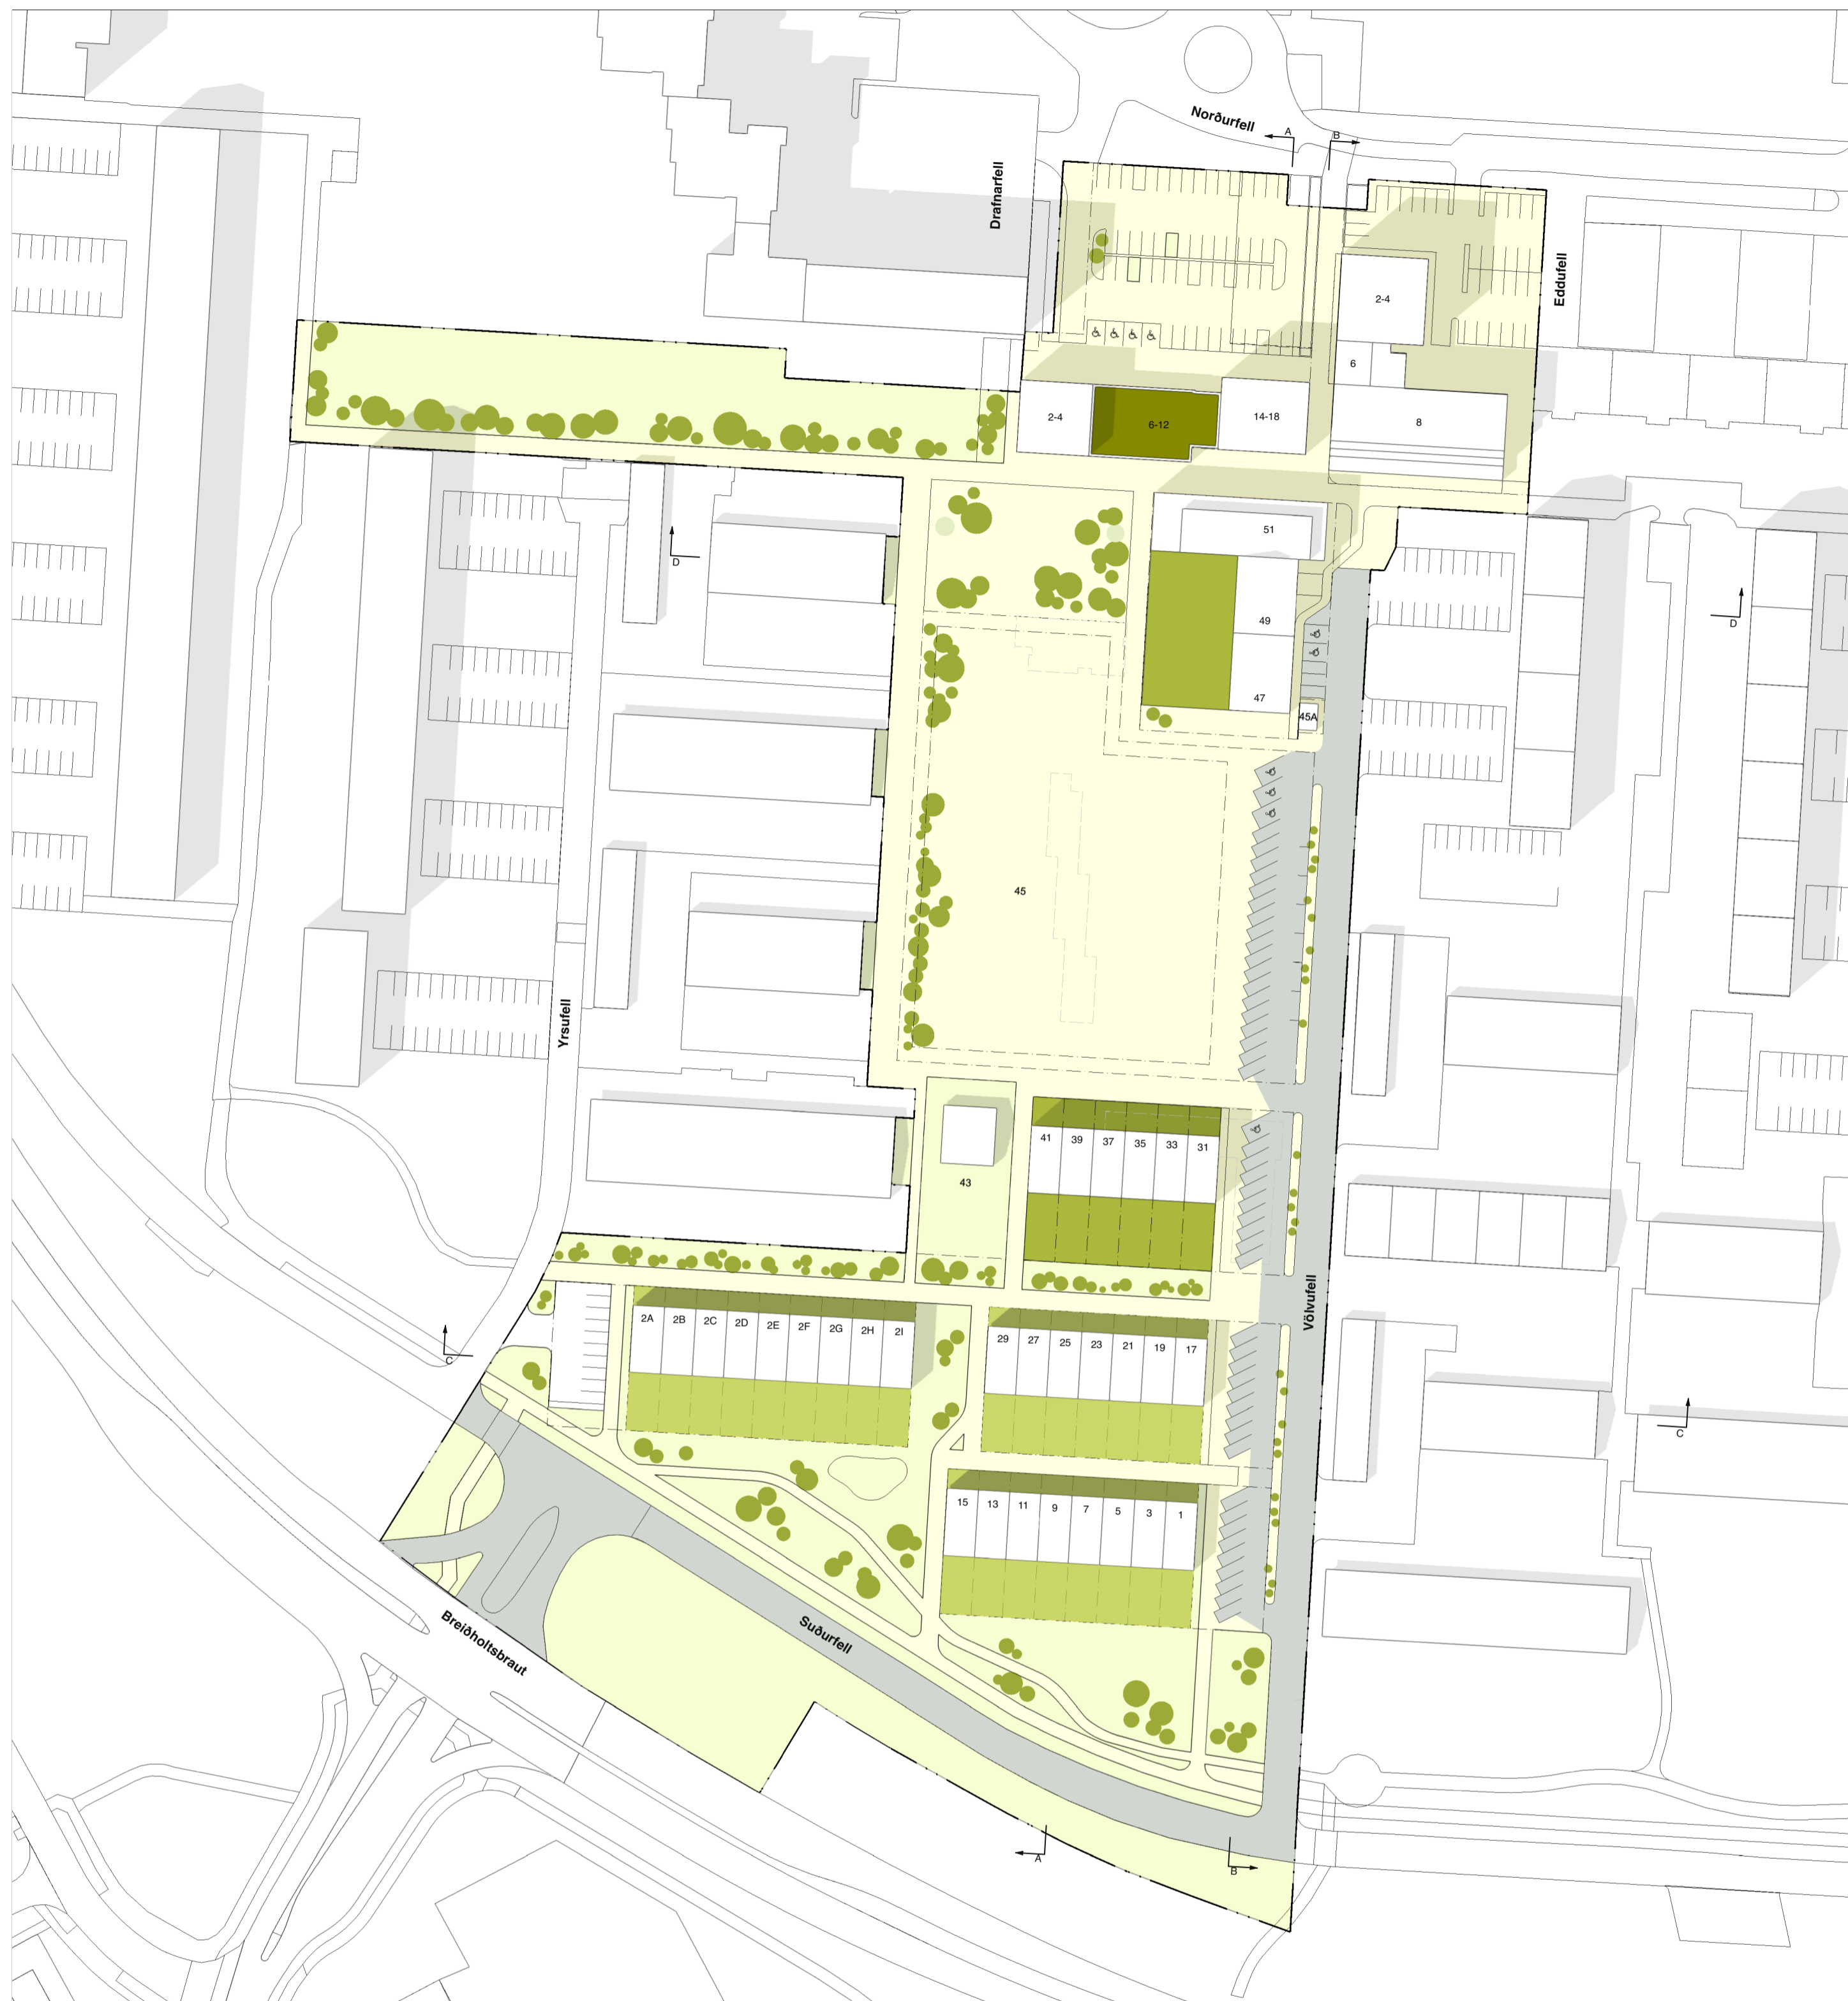 Norðurfell
A
B
Drafnarfell
Eddufell
2-4
6
2-4
6-12
14-18
8
51
D
49
D
47
45A
45
Yrsufell
41 39 37 35 33 31
43
Völvufell
2A 2B 2C 2D 2E 2F 2G 2H 2I
29 27 25 23 21 19 17
C
C
15 13 11 9 7 5 3 1
Suðurfell
Breiðholtsbraut
A
B